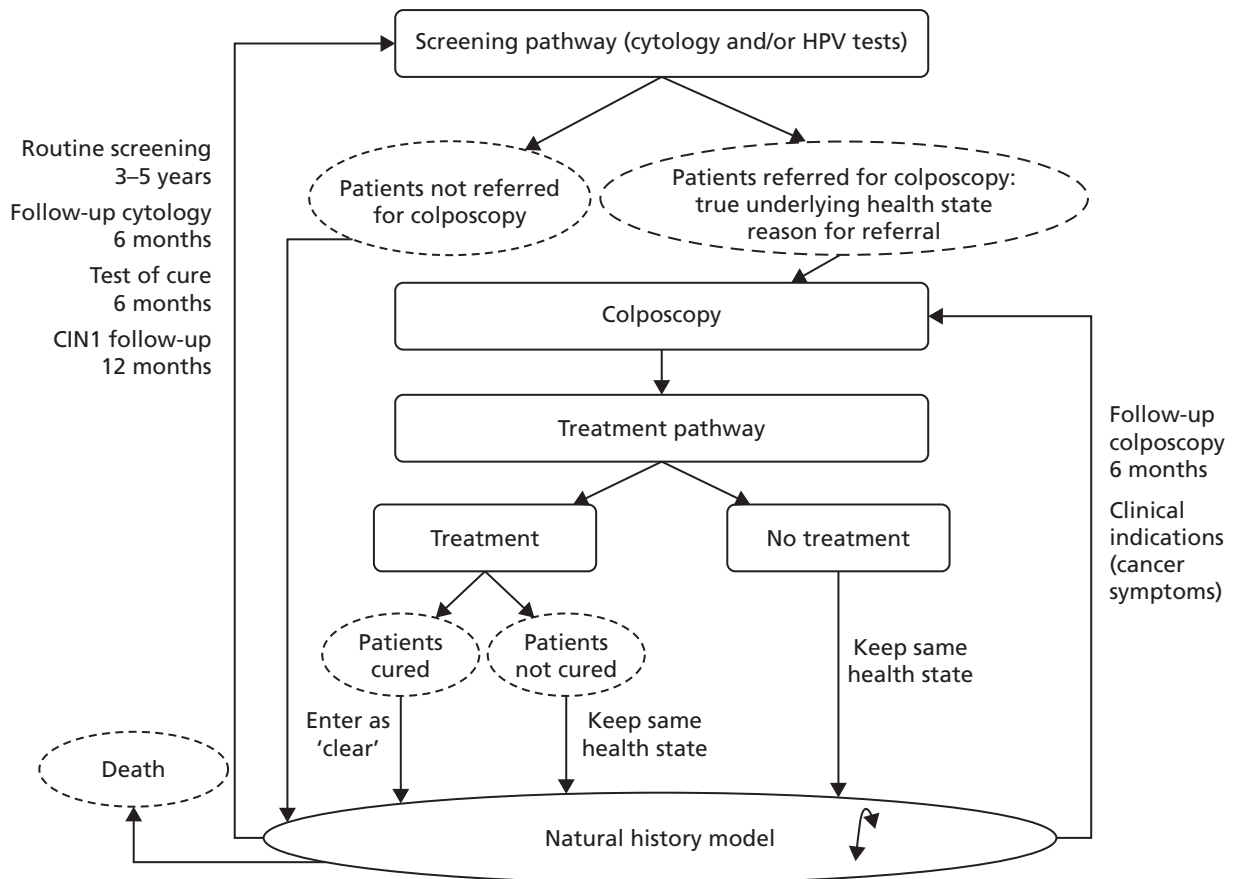 Screening pathway (cytology and/or HPV tests)
Routine screening
3–5 years
Follow-up cytology
6 months
Test of cure
6 months
CIN1 follow-up
12 months
Patients not referred
for colposcopy
Patients referred for colposcopy:
true underlying health state
reason for referral
Colposcopy
Treatment pathway
Follow-up
colposcopy
6 months
Clinical
indications
(cancer
symptoms)
Treatment
No treatment
Patients
cured
Patients
not cured
Keep same
health state
Enter as
‘clear’
Keep same
health state
Death
Natural history model